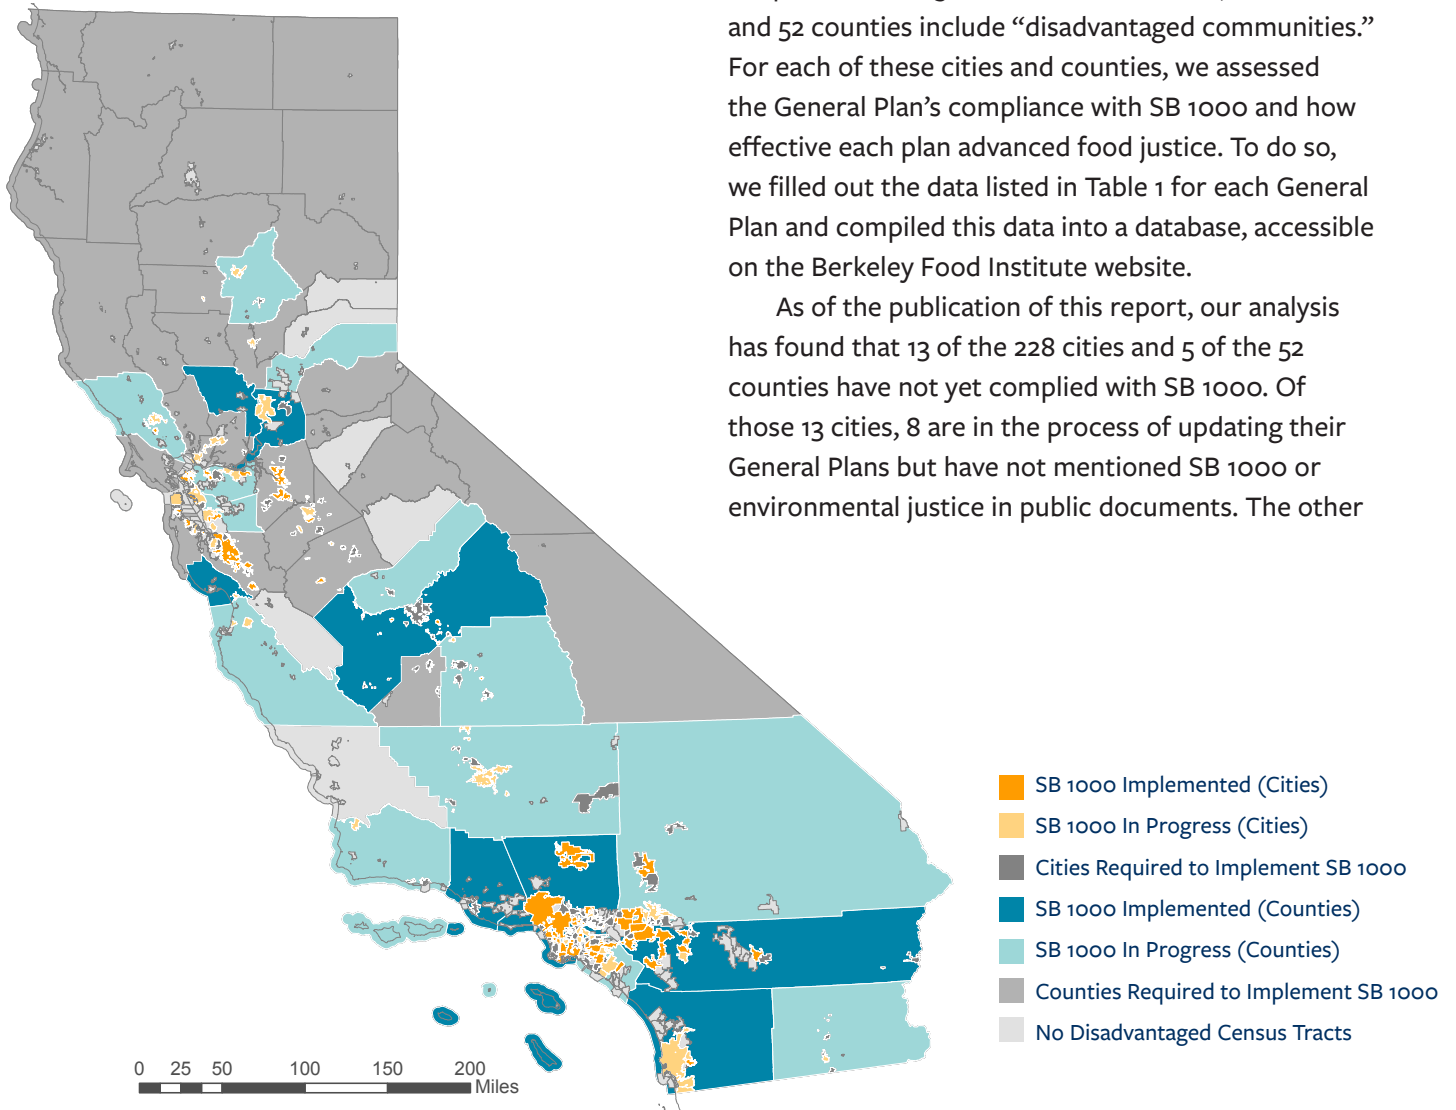 and 52 counties include “disadvantaged communities.”
For each of these cities and counties, we assessed
the General Plan’s compliance with SB 1000 and how
effective each plan advanced food justice. To do so,
we filled out the data listed in Table 1 for each General
Plan and compiled this data into a database, accessible
on the Berkeley Food Institute website.
As of the publication of this report, our analysis
has found that 13 of the 228 cities and 5 of the 52
counties have not yet complied with SB 1000. Of
those 13 cities, 8 are in the process of updating their
General Plans but have not mentioned SB 1000 or
environmental justice in public documents. The other
SB 1000 Implemented (Cities)
SB 1000 In Progress (Cities)
Cities Required to Implement SB 1000
SB 1000 Implemented (Counties)
SB 1000 In Progress (Counties)
Counties Required to Implement SB 1000
No Disadvantaged Census Tracts
0 25 50 100 150 200
Miles